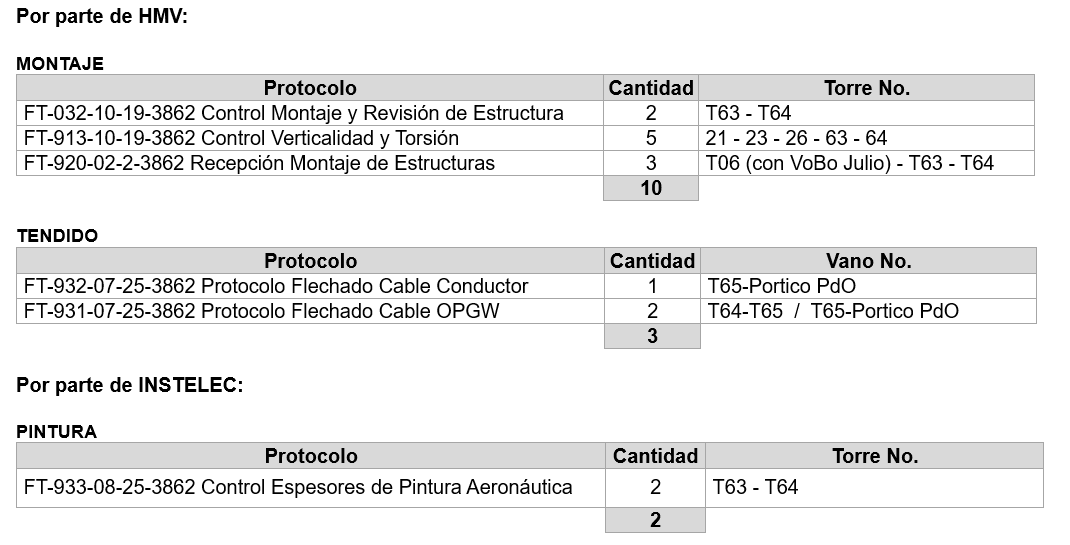 Por parte de HMV:
MONTAJE
Protocolo Cantidad Torre No.
FT-032-10-19-3862 Control Montaje y Revisión de Estructura 2 T63 - T64
FT-913-10-19-3862 Control Verticalidad y Torsión 5 21 - 23 - 26 - 63 - 64
FT-920-02-2-3862 Recepción Montaje de Estructuras 3 T06 (con VoBo Julio) - T63 - T64
10
TENDIDO
Protocolo Cantidad Vano No.
FT-932-07-25-3862 Protocolo Flechado Cable Conductor 1 T65-Portico PdO
FT-931-07-25-3862 Protocolo Flechado Cable OPGW 2 T64-T65 / T65-Portico PdO
3
Por parte de INSTELEC:
PINTURA
Protocolo Cantidad Torre No.
FT-933-08-25-3862 Control Espesores de Pintura Aeronáutica 2 T63 - T64
2